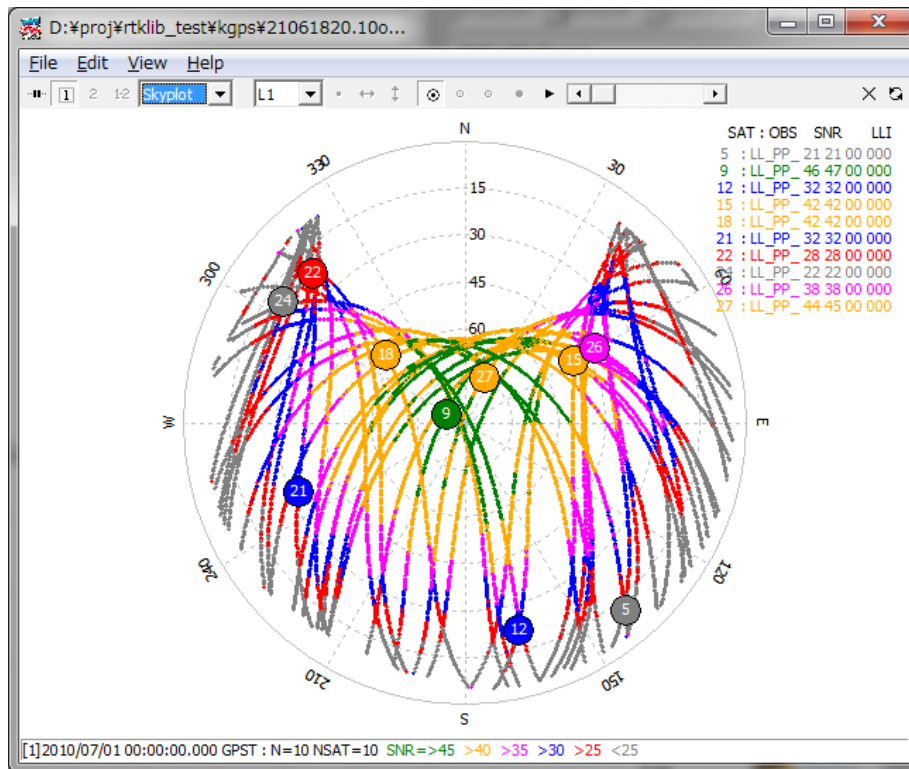 D:¥proj¥rtklib_test¥kgps¥21061820.10o...
File Edit View Help
1 2 1-2 Skyplot L1
N
SAT : OBS SNR LLI
5 : LL_PP_ 21 21 00 000
9 : LL_PP_ 46 47 00 000
12 : LL_PP_ 32 32 00 000
15 : LL_PP_ 42 42 00 000
18 : LL_PP_ 42 42 00 000
21 : LL_PP_ 32 32 00 000
22 : LL_PP_ 28 28 00 000
24 : LL_PP_ 22 22 00 000
26 : LL_PP_ 38 38 00 000
27 : LL_PP_ 44 45 00 000
330
30
15
30
300
60
45
60
22
24
18
27
15
26
9
W
E
21
5
12
240
120
210
150
S
[1]2010/07/01 00:00:00.000 GPST : N=10 NSAT=10 SNR=>45 >40 >35 >30 >25 <25